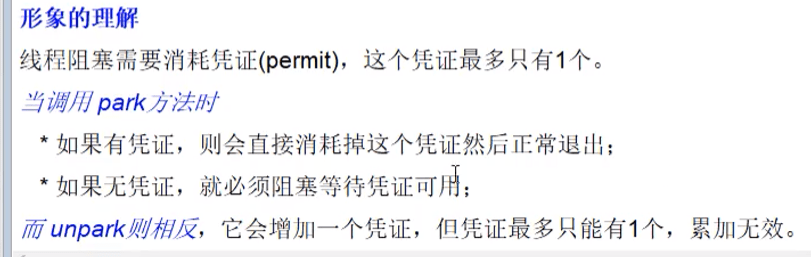 形象的理解
线程阻塞需要消耗凭证(permit)，这个凭证最多只有1个。
当调用 park方法时
* 如果有凭证，则会直接消耗掉这个凭证然后正常退出；
* 如果无凭证，就必须阻塞等待凭证可用；
而 unpark则相反，它会增加一个凭证，但凭证最多只能有1个，累加无效。